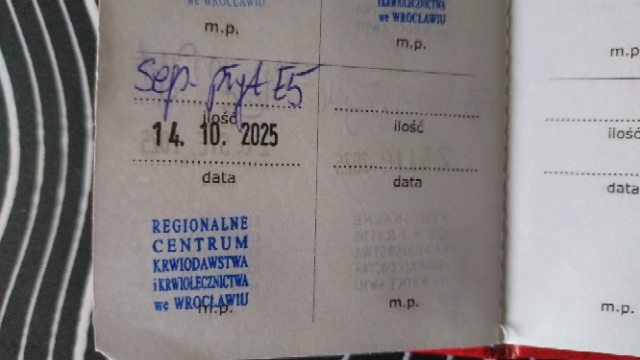 we WROCŁAWIU
m.p.
KRWIOLECZNICTWA
we WROCŁAWIU
m.p.
m.p.
sep. płyt E5
ilość
14. 10. 2025
data
REGIONALNE
CENTRUM
KRWIODAWSTWA
i KRWIOLECZNICTWA
we WROCŁAWIU
m.p.
ilość
data
m.p.
ilość
data
m.p.